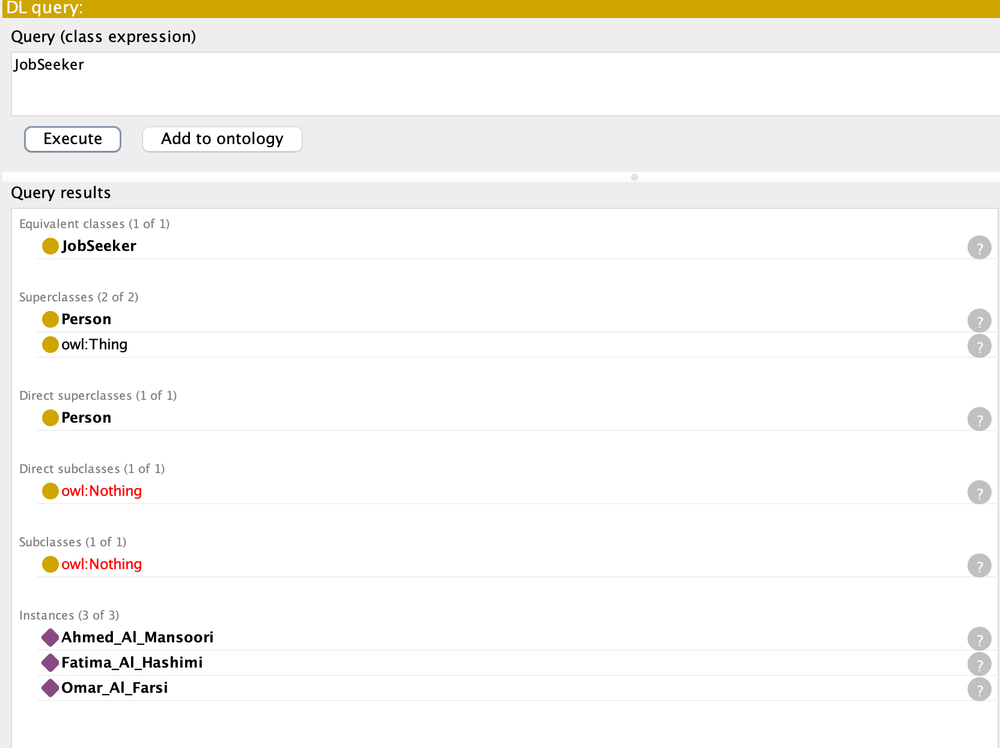 DL query:
Query (class expression)
JobSeeker
Execute
Add to ontology
Query results
Equivalent classes (1 of 1)
JobSeeker
?
Superclasses (2 of 2)
Person
?
owl:Thing
?
Direct superclasses (1 of 1)
Person
?
Direct subclasses (1 of 1)
owl:Nothing
?
Subclasses (1 of 1)
owl:Nothing
?
Instances (3 of 3)
Ahmed_Al_Mansoori
?
Fatima_Al_Hashimi
?
Omar_Al_Farsi
?